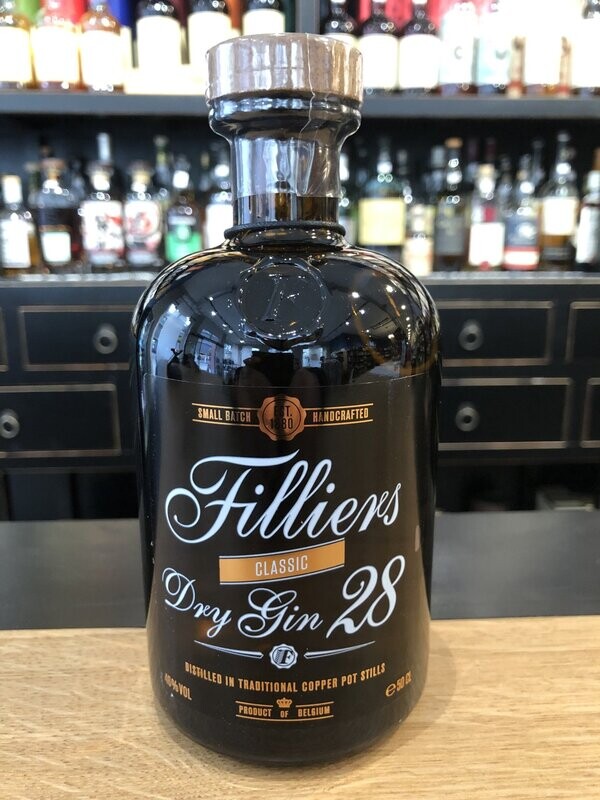 F
SMALL BATCH EST. 1880 HANDCRAFTED
Filliers
CLASSIC
Dry Gin 28
F
DISTILLED IN TRADITIONAL COPPER POT STILLS
46%VOL
e 50 CL
PRODUCT OF BELGIUM